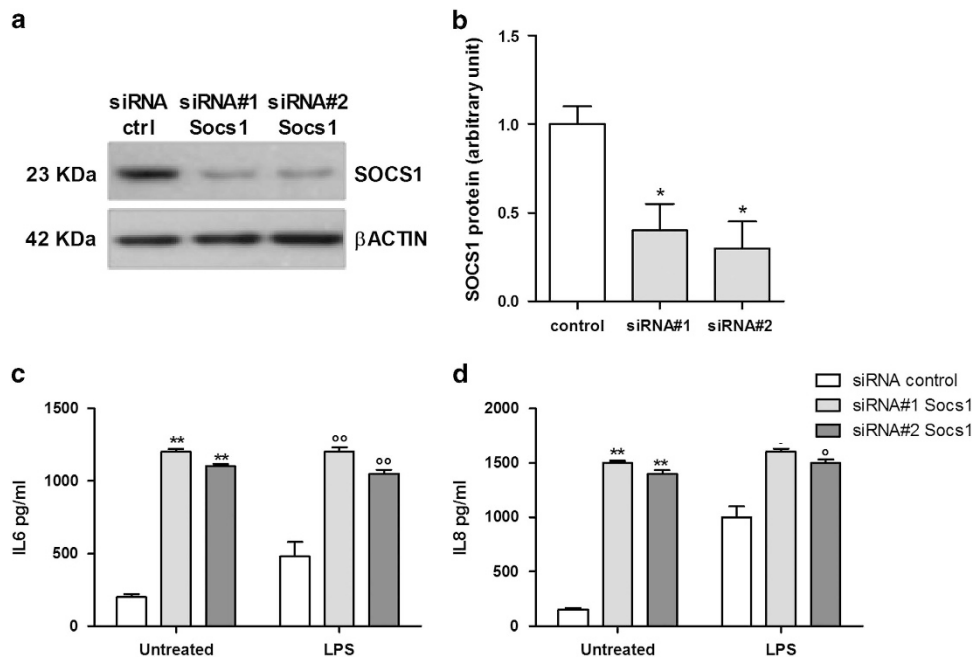 a
siRNA siRNA#1 siRNA#2
ctrl Socs1 Socs1
23 KDa SOCS1
42 KDa βACTIN
b
SOCS1 protein (arbitrary unit)
1.5
1.0
0.5
0.0
*
*
control siRNA#1 siRNA#2
c
IL6 pg/ml
1500
1000
500
0
** ** °° °°
Untreated LPS
d
siRNA control
siRNA#1 Socs1
siRNA#2 Socs1
IL8 pg/ml
2000
1500
1000
500
0
** ** °
Untreated LPS